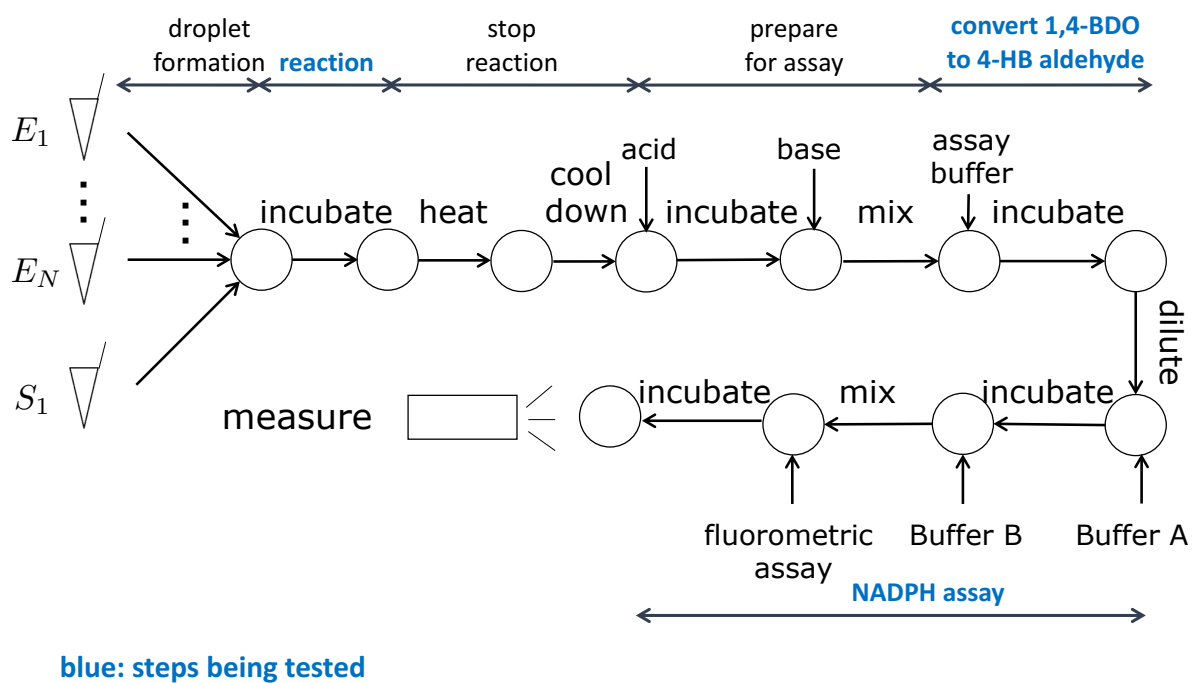 droplet
formation
reaction
stop
reaction
prepare
for assay
convert 1,4-BDO
to 4-HB aldehyde
E1
EN
S1
incubate
heat
cool
down
acid
incubate
base
mix
assay
buffer
incubate
dilute
measure
incubate
mix
incubate
fluorometric
assay
Buffer B
Buffer A
NADPH assay
blue: steps being tested